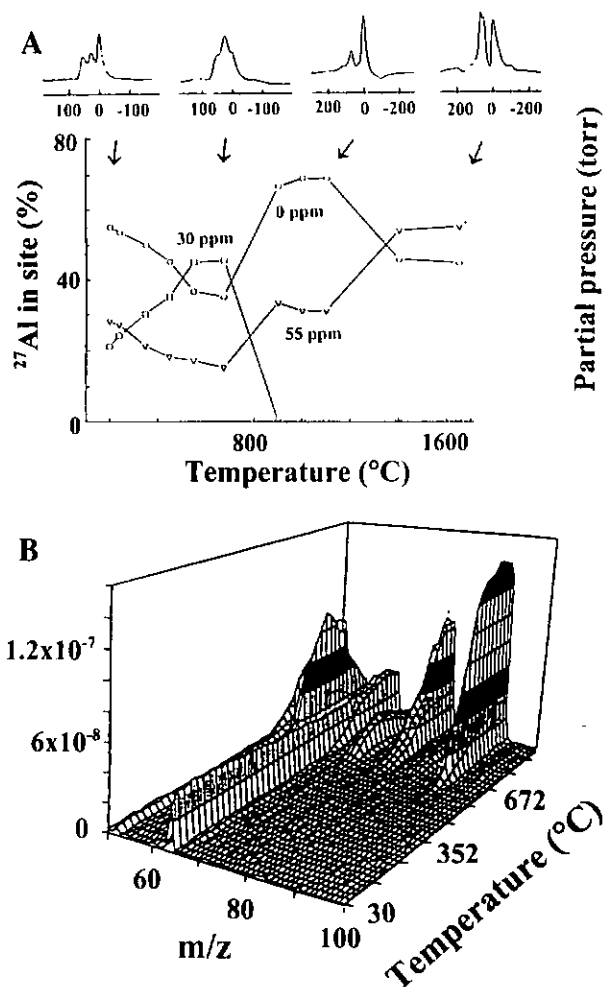 A
100 0 -100
100 0 -100
200 0 -200
200 0 -200
80
40
0
²⁷Al in site (%)
30 ppm
0 ppm
55 ppm
800
1600
Temperature (°C)
Partial pressure (torr)
B
1.2x10⁻⁷
6x10⁻⁸
0
60
80
100
m/z
30
352
672
Temperature (°C)